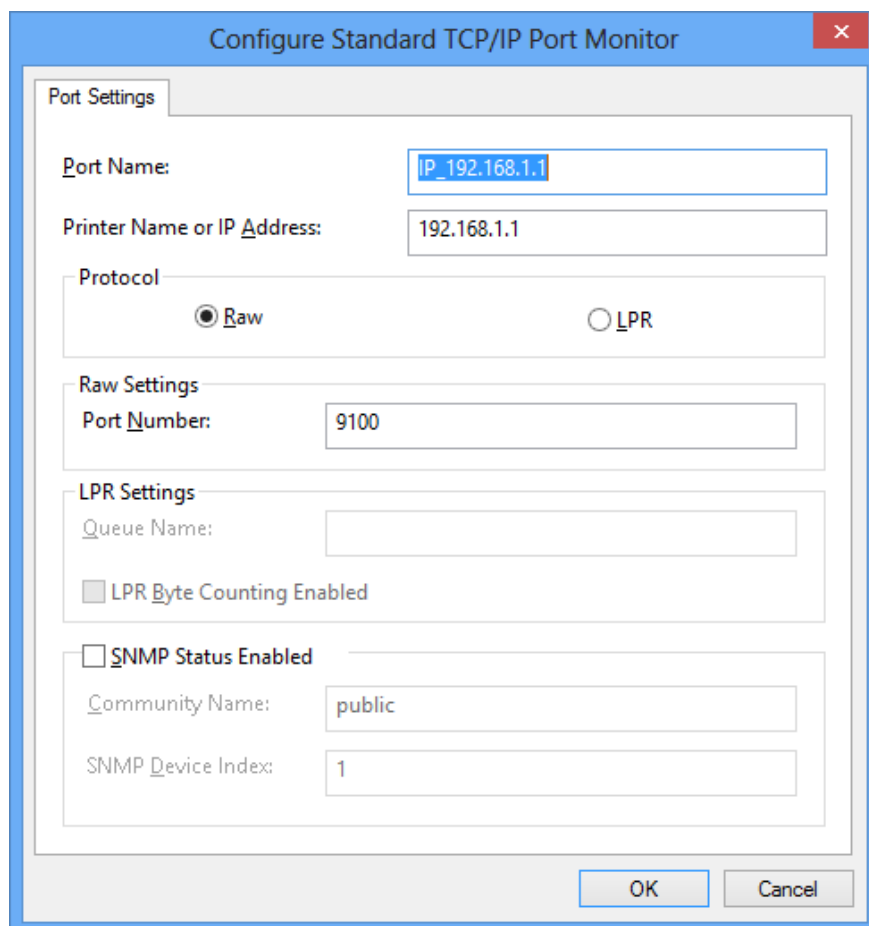 Configure Standard TCP/IP Port Monitor
Port Settings
Port Name: IP_192.168.1.1
Printer Name or IP Address: 192.168.1.1
Protocol
Raw LPR
Raw Settings
Port Number: 9100
LPR Settings
Queue Name:
LPR Byte Counting Enabled
SNMP Status Enabled
Community Name: public
SNMP Device Index: 1
OK Cancel